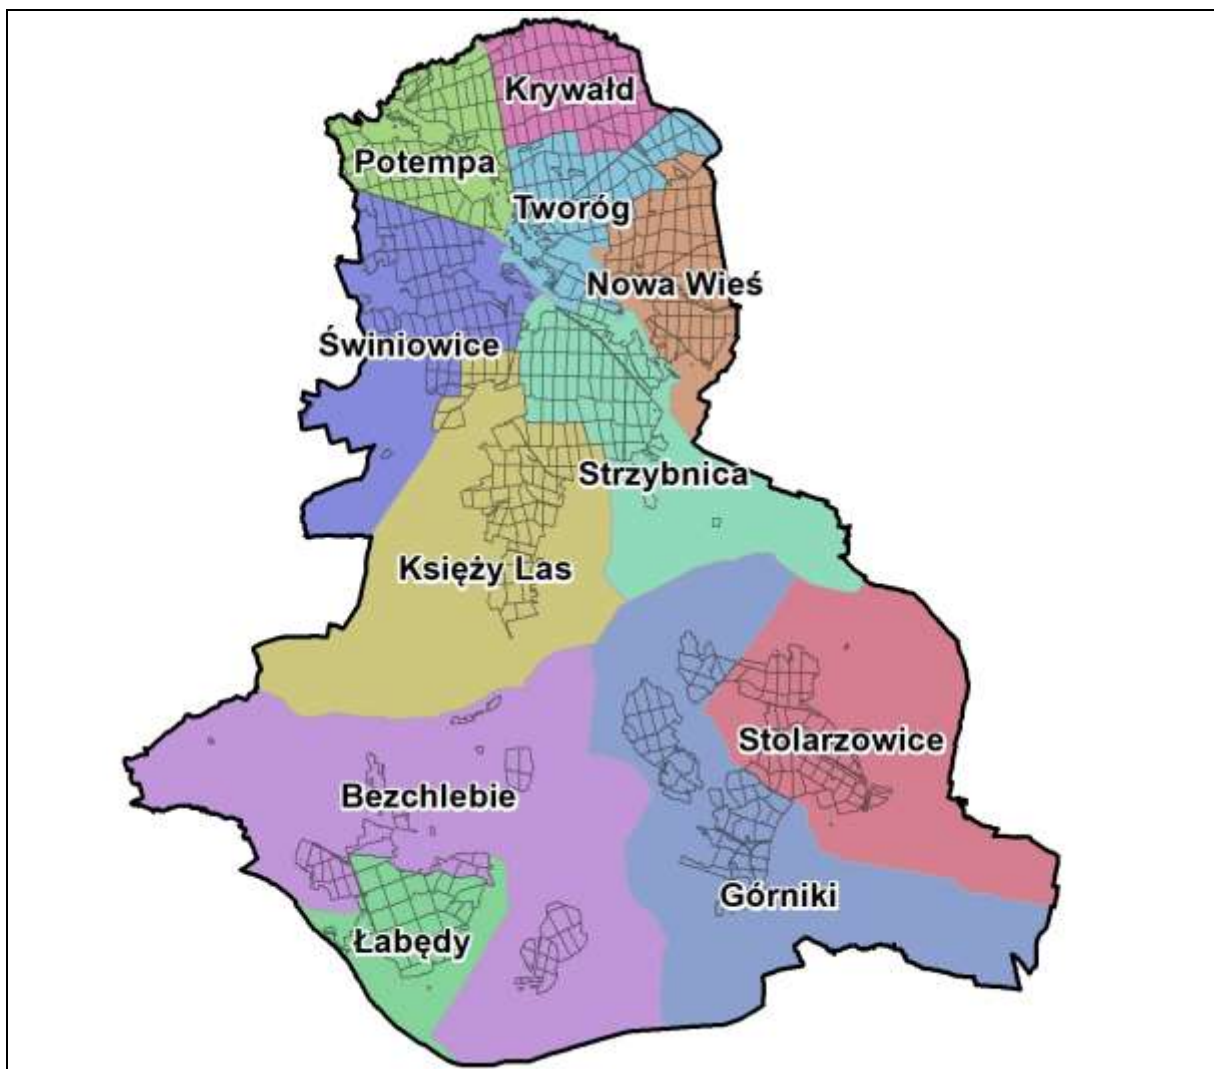 Krywałd
Potempa
Tworóg
Nowa Wieś
Świniowice
Strzybnica
Księży Las
Stolarzowice
Bezchlebie
Górniki
Łabędy